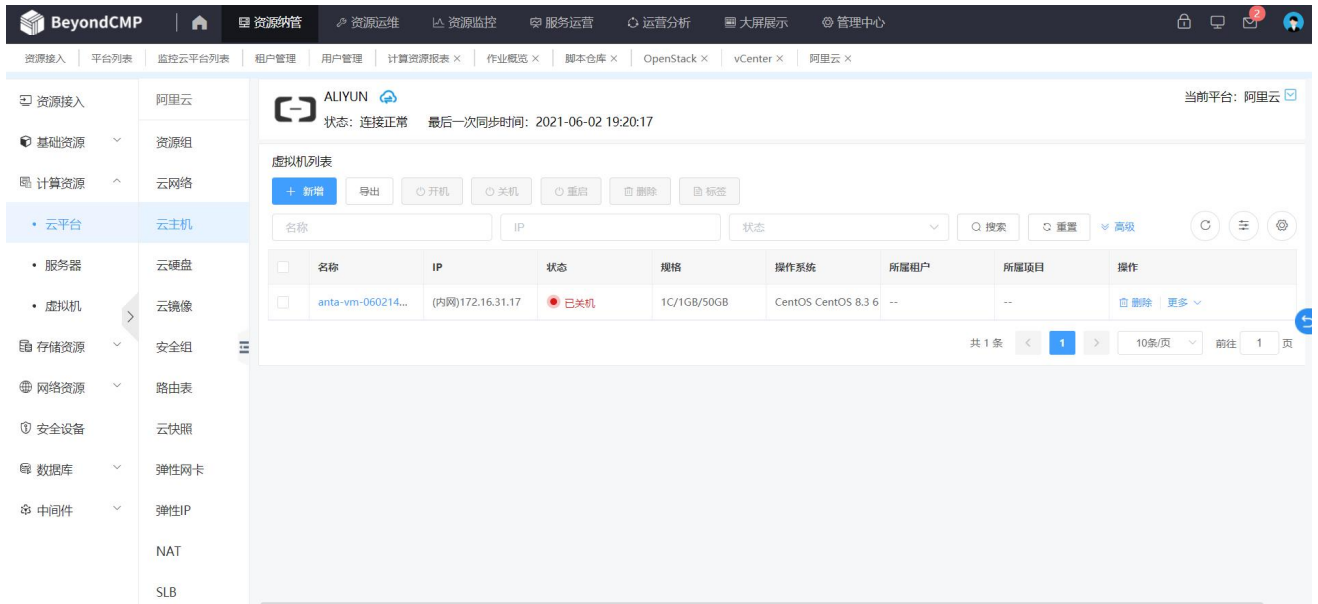 BeyondCMP 资源纳管 资源运维 资源监控 服务运营 运营分析 大屏展示 管理中心 2
资源接入 平台列表 监控云平台列表 租户管理 用户管理 计算资源报表 × 作业概览 × 脚本仓库 × OpenStack × vCenter × 阿里云 ×
资源接入
基础资源
计算资源
• 云平台
• 服务器
• 虚拟机
存储资源
网络资源
安全设备
数据库
中间件
阿里云
资源组
云网络
云主机
云硬盘
云镜像
安全组
路由表
云快照
弹性网卡
弹性IP
NAT
SLB
ALIYUN
当前平台：阿里云
状态：连接正常 最后一次同步时间：2021-06-02 19:20:17
虚拟机列表
+ 新增 导出 开机 关机 重启 删除 标签
名称 IP 状态 搜索 重置 高级
名称 IP 状态 规格 操作系统 所属租户 所属项目 操作
anta-vm-060214... (内网)172.16.31.17 已关机 1C/1GB/50GB CentOS CentOS 8.3 6 -- -- 删除 更多
共 1 条 < 1 > 10条/页 前往 1 页